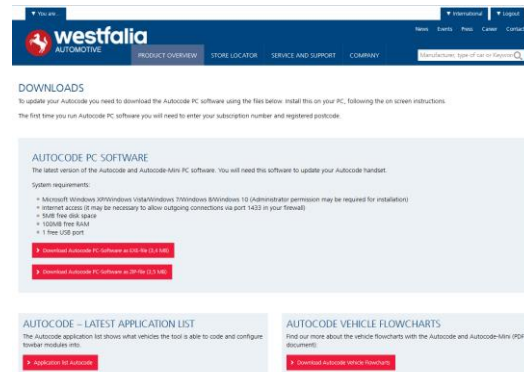 You are...
International
Logout
News Events Press Career Contact
westfalia
AUTOMOTIVE
PRODUCT OVERVIEW STORE LOCATOR SERVICE AND SUPPORT COMPANY
Manufacturer, type of car or Keyword
DOWNLOADS
To update your Autocode you need to download the Autocode PC software using the files below. Install this on your PC, following the on screen instructions.
The first time you run Autocode PC software you will need to enter your subscription number and registered postcode.
AUTOCODE PC SOFTWARE
The latest version of the Autocode and Autocode-Mini PC software. You will need this software to update your Autocode handset.
System requirements:
Microsoft Windows XP/Windows Vista/Windows 7/Windows 8/Windows 10 (Administrator permission may be required for installation)
Internet access (it may be necessary to allow outgoing connections via port 1433 in your firewall)
5MB free disk space
100MB free RAM
1 free USB port
Download Autocode PC-Software as EXE-file (3,4 MB)
Download Autocode PC-Software as ZIP-file (3,5 MB)
AUTOCODE – LATEST APPLICATION LIST
The Autocode application list shows what vehicles the tool is able to code and configure
towbar modules into.
Application list Autocode
AUTOCODE VEHICLE FLOWCHARTS
Find our more about the vehicle flowcharts with the Autocode and Autocode-Mini (PDF
document):
Download Autocode Vehicle Flowcharts